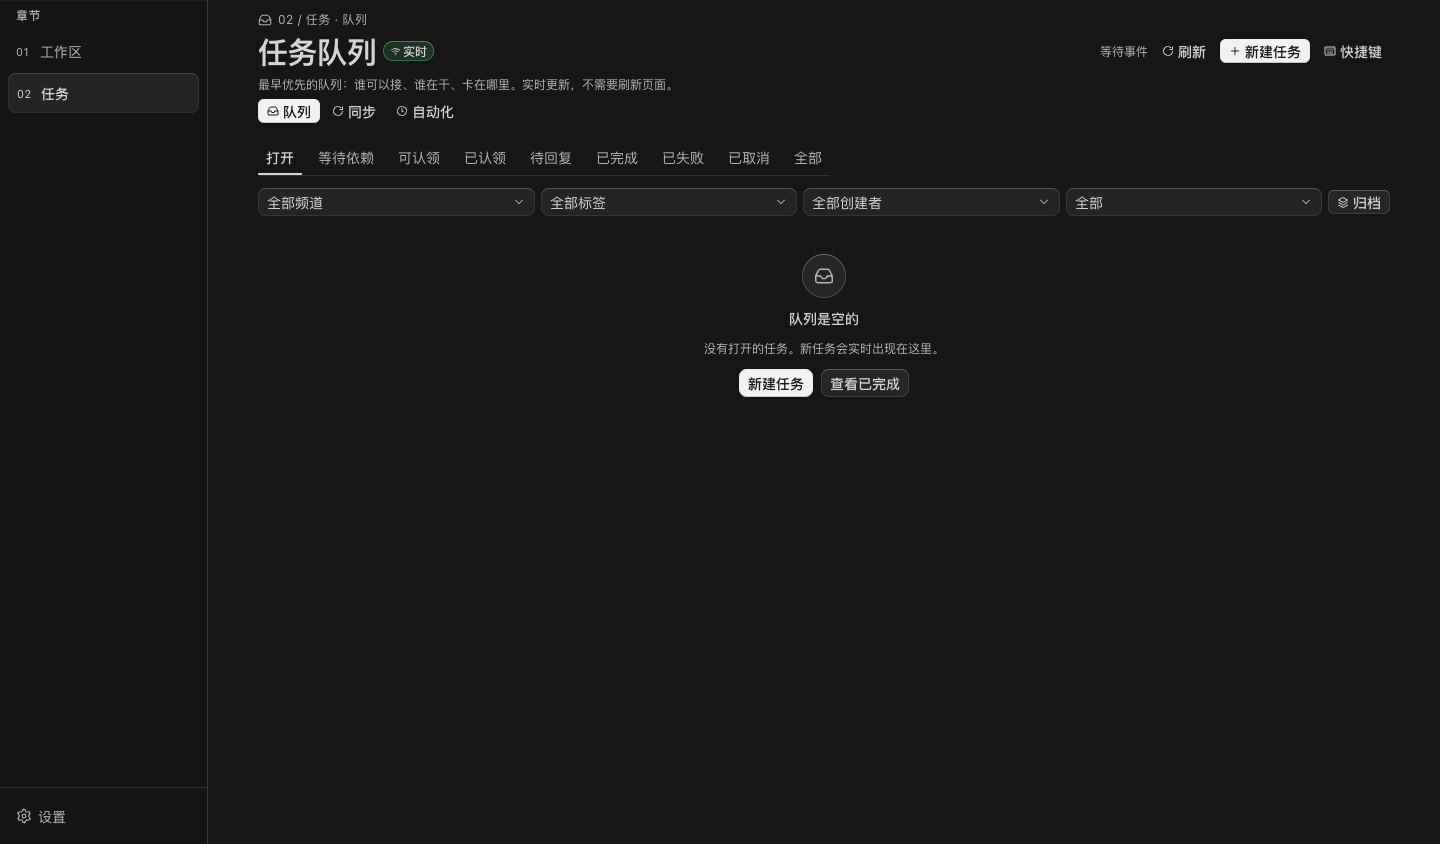 章节
01 工作区
02 任务
设置
02 / 任务 · 队列
任务队列 实时
等待事件 刷新 新建任务 快捷键
最早优先的队列：谁可以接、谁在干、卡在哪里。实时更新，不需要刷新页面。
队列 同步 自动化
打开 等待依赖 可认领 已认领 待回复 已完成 已失败 已取消 全部
全部频道 全部标签 全部创建者 全部 归档
队列是空的
没有打开的任务。新任务会实时出现在这里。
新建任务 查看已完成